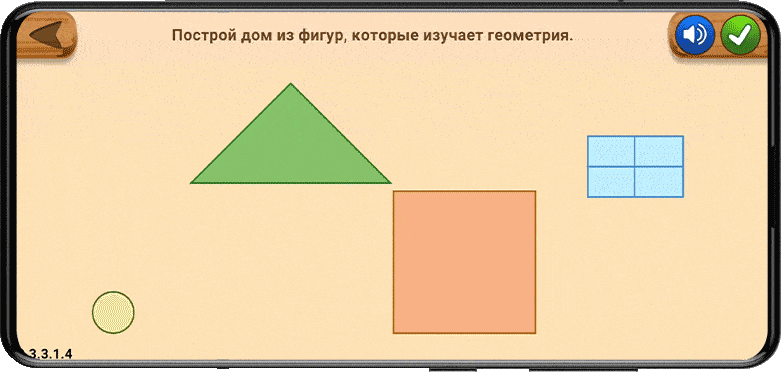 Построй дом из фигур, которые изучает геометрия.
3.3.1.4